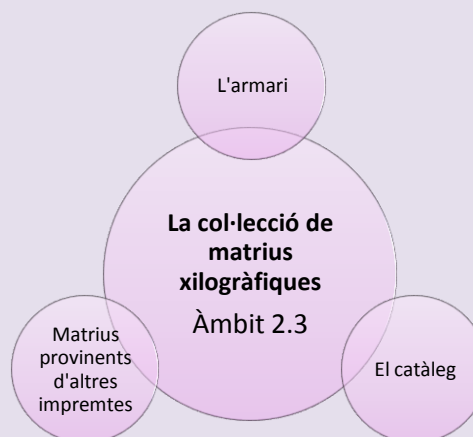 L'armari
La col·lecció de
matrius
xilogràfiques
Àmbit 2.3
Matrius
provinents
d'altres
impremtes
El catàleg